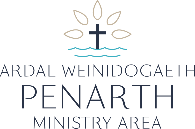 ARDAL WEINIDOGAETH
PENARTH
MINISTRY AREA